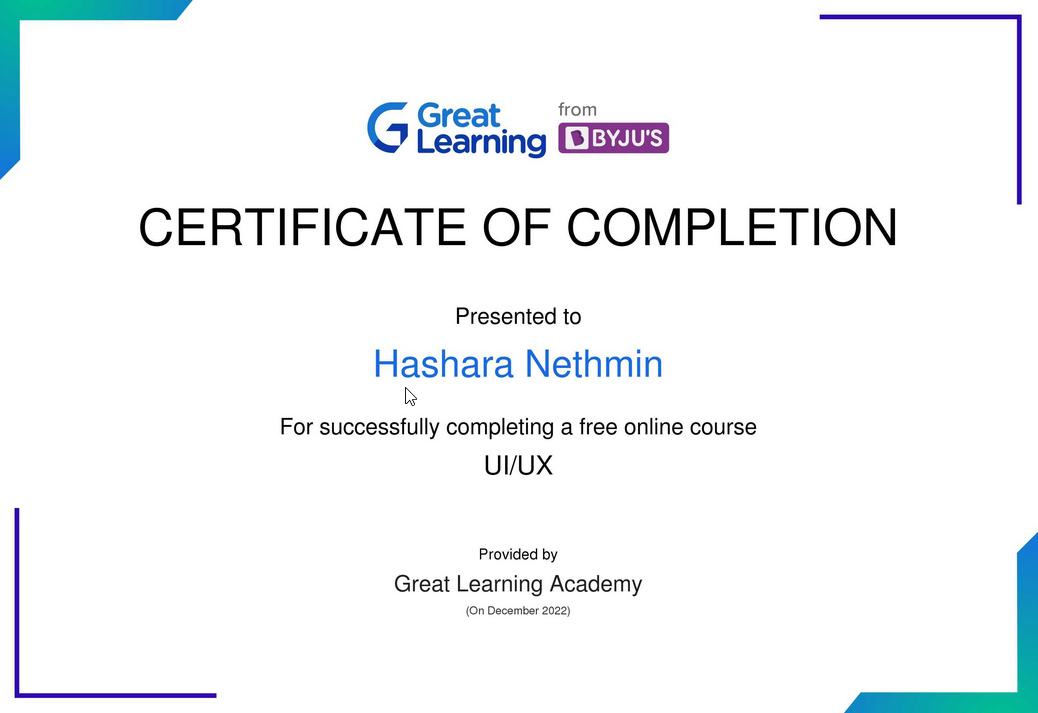 Great
Learning
from
BYJU'S
CERTIFICATE OF COMPLETION
Presented to
Hashara Nethmin
For successfully completing a free online course
UI/UX
Provided by
Great Learning Academy
(On December 2022)